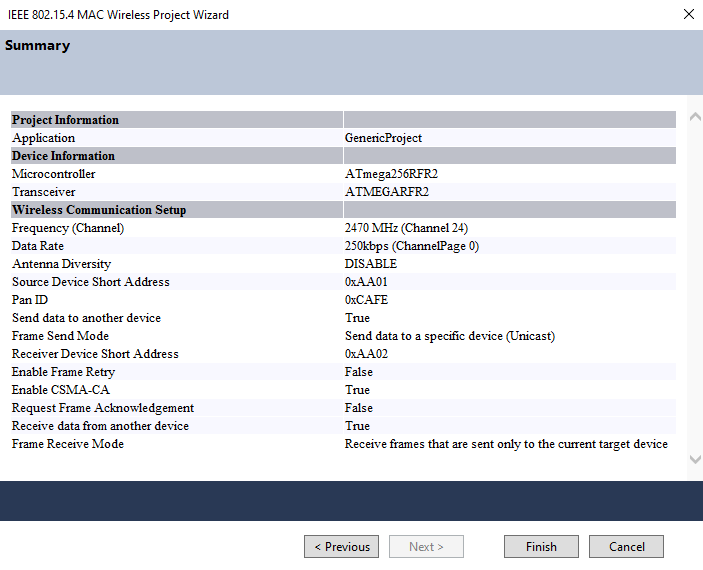 IEEE 802.15.4 MAC Wireless Project Wizard
Summary
Project Information
Application GenericProject
Device Information
Microcontroller ATmega256RFR2
Transceiver ATMEGARFR2
Wireless Communication Setup
Frequency (Channel) 2470 MHz (Channel 24)
Data Rate 250kbps (ChannelPage 0)
Antenna Diversity DISABLE
Source Device Short Address 0xAA01
Pan ID 0xCAFE
Send data to another device True
Frame Send Mode Send data to a specific device (Unicast)
Receiver Device Short Address 0xAA02
Enable Frame Retry False
Enable CSMA-CA True
Request Frame Acknowledgement False
Receive data from another device True
Frame Receive Mode Receive frames that are sent only to the current target device
< Previous Next > Finish Cancel